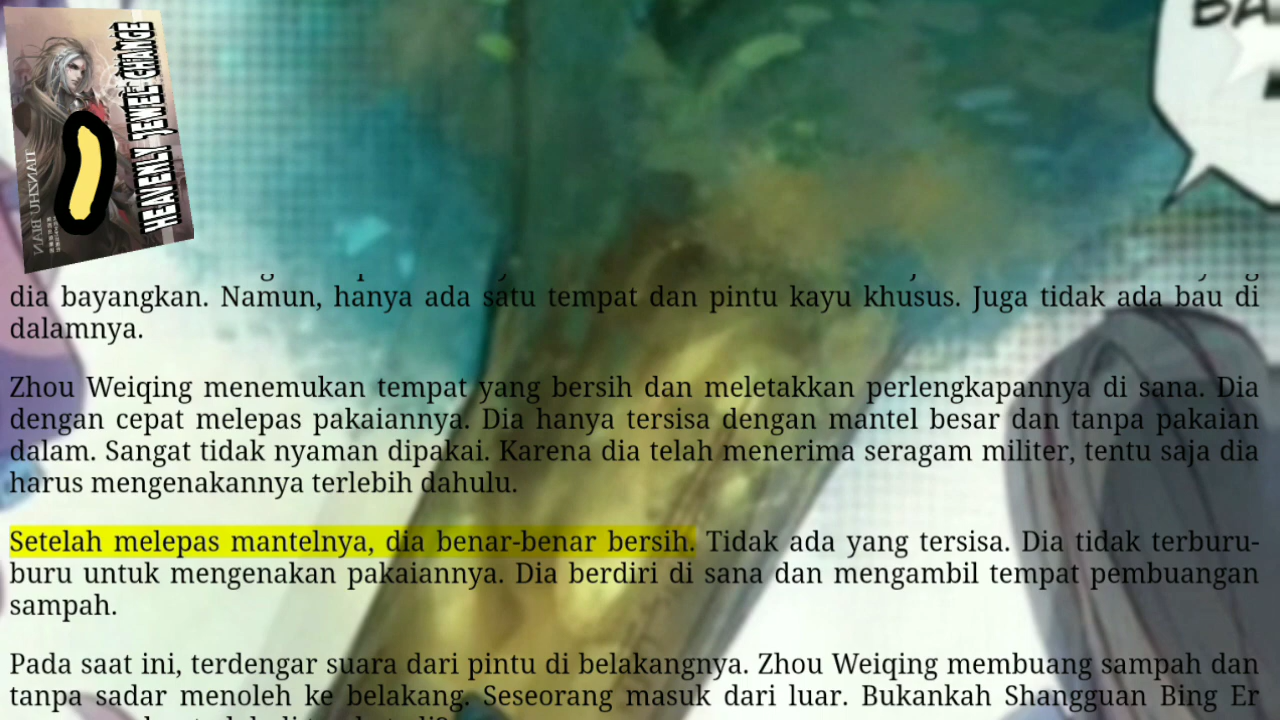 BA
HEAVENLY JEWEL CHANGE
TIANZHU BIAN
dia bayangkan. Namun, hanya ada satu tempat dan pintu kayu khusus. Juga tidak ada bau di
dalamnya.
Zhou Weiqing menemukan tempat yang bersih dan meletakkan perlengkapannya di sana. Dia
dengan cepat melepas pakaiannya. Dia hanya tersisa dengan mantel besar dan tanpa pakaian
dalam. Sangat tidak nyaman dipakai. Karena dia telah menerima seragam militer, tentu saja dia
harus mengenakannya terlebih dahulu.
Setelah melepas mantelnya, dia benar-benar bersih. Tidak ada yang tersisa. Dia tidak terburu-
buru untuk mengenakan pakaiannya. Dia berdiri di sana dan mengambil tempat pembuangan
sampah.
Pada saat ini, terdengar suara dari pintu di belakangnya. Zhou Weiqing membuang sampah dan
tanpa sadar menoleh ke belakang. Seseorang masuk dari luar. Bukankah Shangguan Bing Er